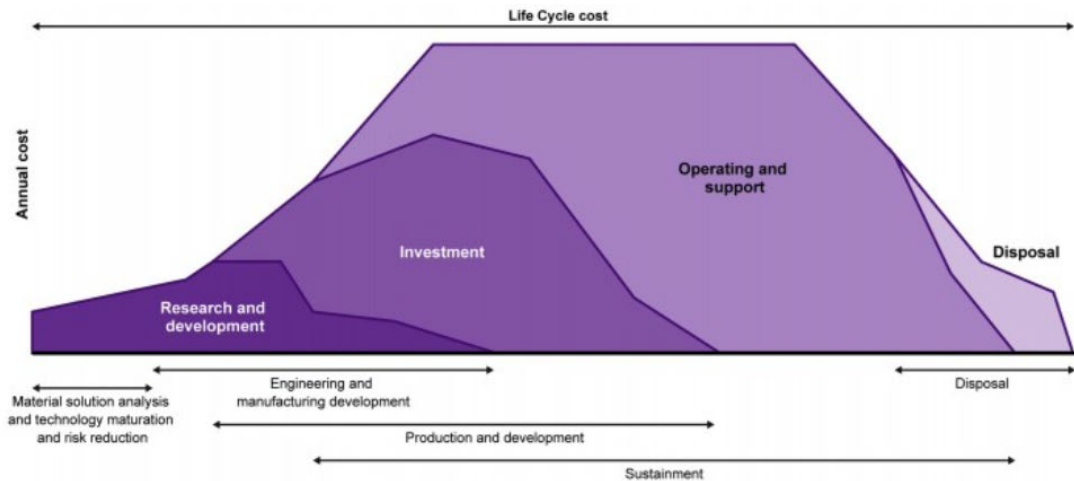 Life Cycle cost
Annual cost
Operating and
support
Investment
Disposal
Research and
development
Material solution analysis
and technology maturation
and risk reduction
Engineering and
manufacturing development
Disposal
Production and development
Sustainment